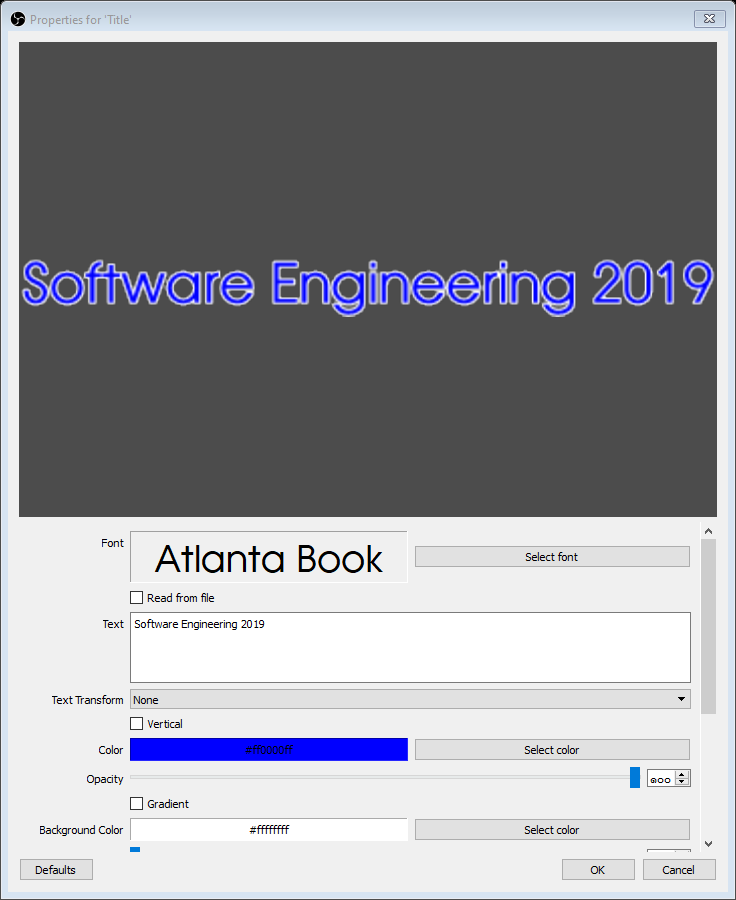 Properties for 'Title'
Software Engineering 2019
Font
Atlanta Book
Select font
Read from file
Text
Software Engineering 2019
Text Transform
None
Vertical
Color
#ff0000ff
Select color
Opacity
๑๐๐
Gradient
Background Color
#ffffffff
Select color
Defaults
OK
Cancel